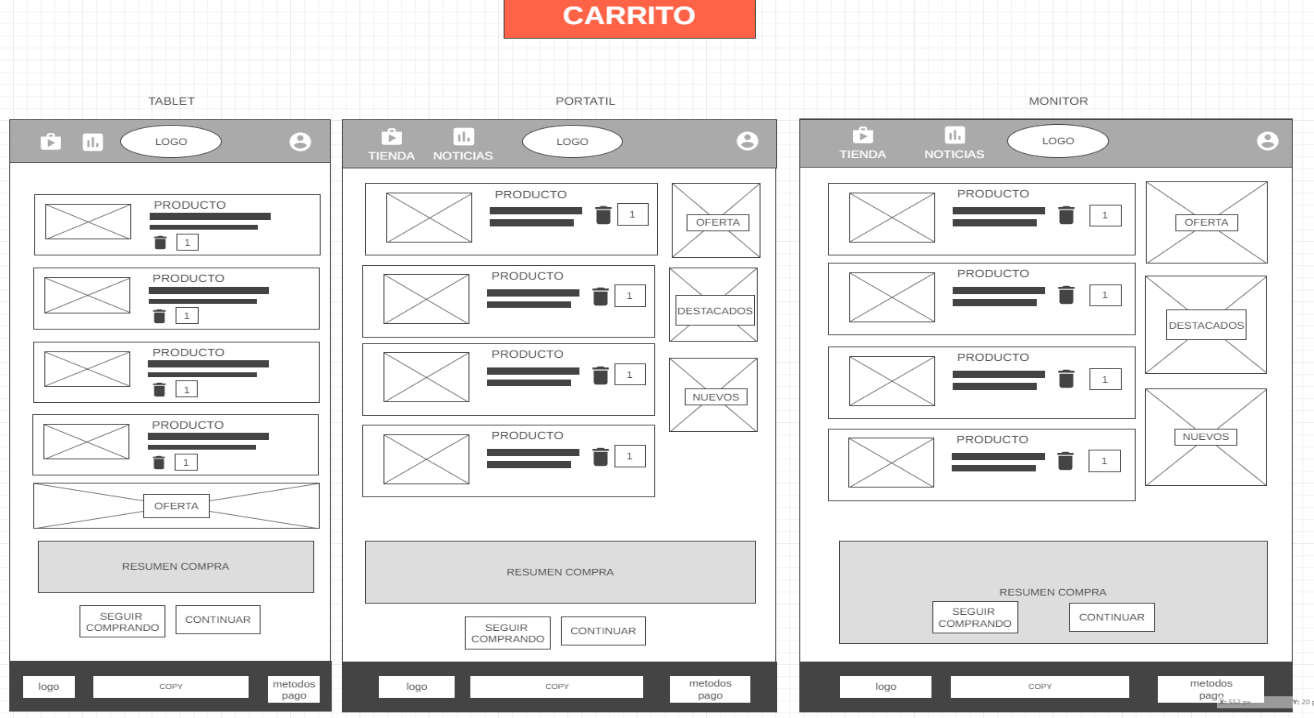 CARRITO
TABLET
LOGO
PRODUCTO
1
PRODUCTO
1
PRODUCTO
1
PRODUCTO
1
OFERTA
RESUMEN COMPRA
SEGUIR
COMPRANDO
CONTINUAR
logo
COPY
metodos
pago
PORTATIL
TIENDA
NOTICIAS
LOGO
PRODUCTO
1
PRODUCTO
1
PRODUCTO
1
PRODUCTO
1
OFERTA
DESTACADOS
NUEVOS
RESUMEN COMPRA
SEGUIR
COMPRANDO
CONTINUAR
logo
COPY
metodos
pago
MONITOR
TIENDA
NOTICIAS
LOGO
PRODUCTO
1
PRODUCTO
1
PRODUCTO
1
PRODUCTO
1
OFERTA
DESTACADOS
NUEVOS
RESUMEN COMPRA
SEGUIR
COMPRANDO
CONTINUAR
logo
COPY
metodos
pago
X: 552 px
Y: 20